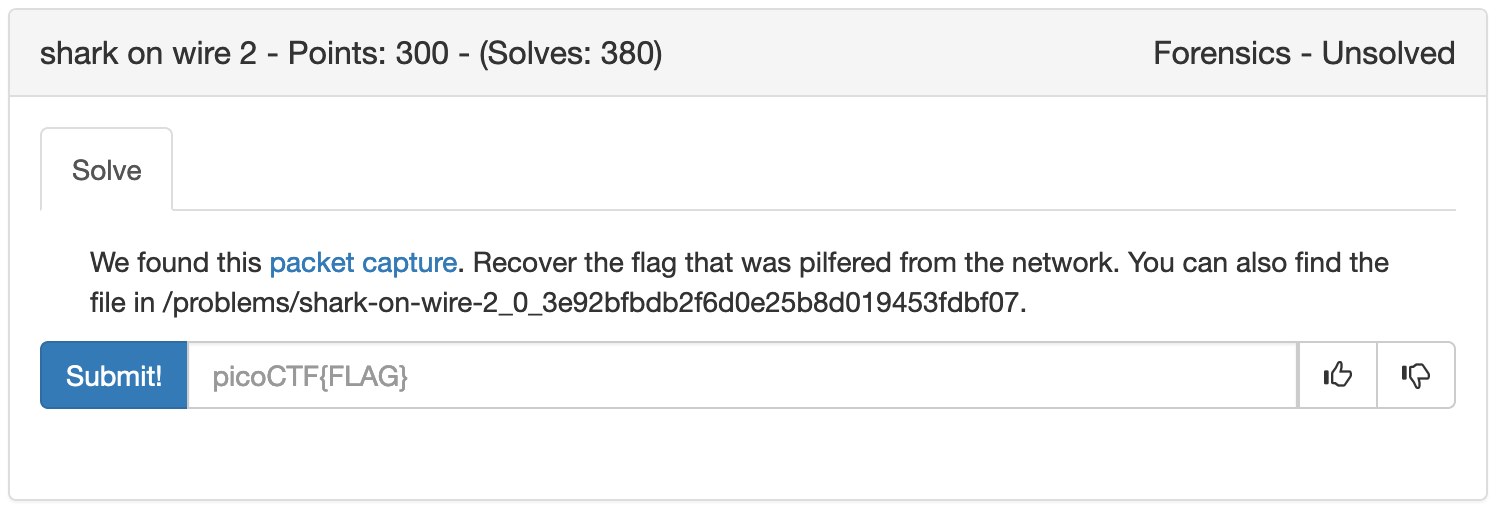 shark on wire 2 - Points: 300 - (Solves: 380)
Forensics - Unsolved
Solve
We found this packet capture. Recover the flag that was pilfered from the network. You can also find the
file in /problems/shark-on-wire-2_0_3e92bfbdb2f6d0e25b8d019453fdbf07.
Submit!
picoCTF{FLAG}